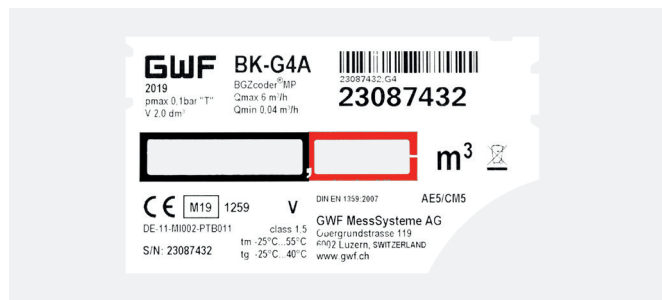 GWF BK-G4A
2019
pmax 0,1bar "T"
V 2.0 dm³
BGZcoder®MP
Qmax 6 m³/h
Qmin 0,04 m³/h
23087432.G4
23087432
, m³
CE M19 1259 V
DE-11-MI002-PTB011
S/N: 23087432
class 1.5
tm -25°C...55°C
tg -25°C...40°C
DIN EN 1359:2007 AE5/CM5
GWF MessSysteme AG
Obergrundstrasse 119
6002 Luzern, SWITZERLAND
www.gwf.ch